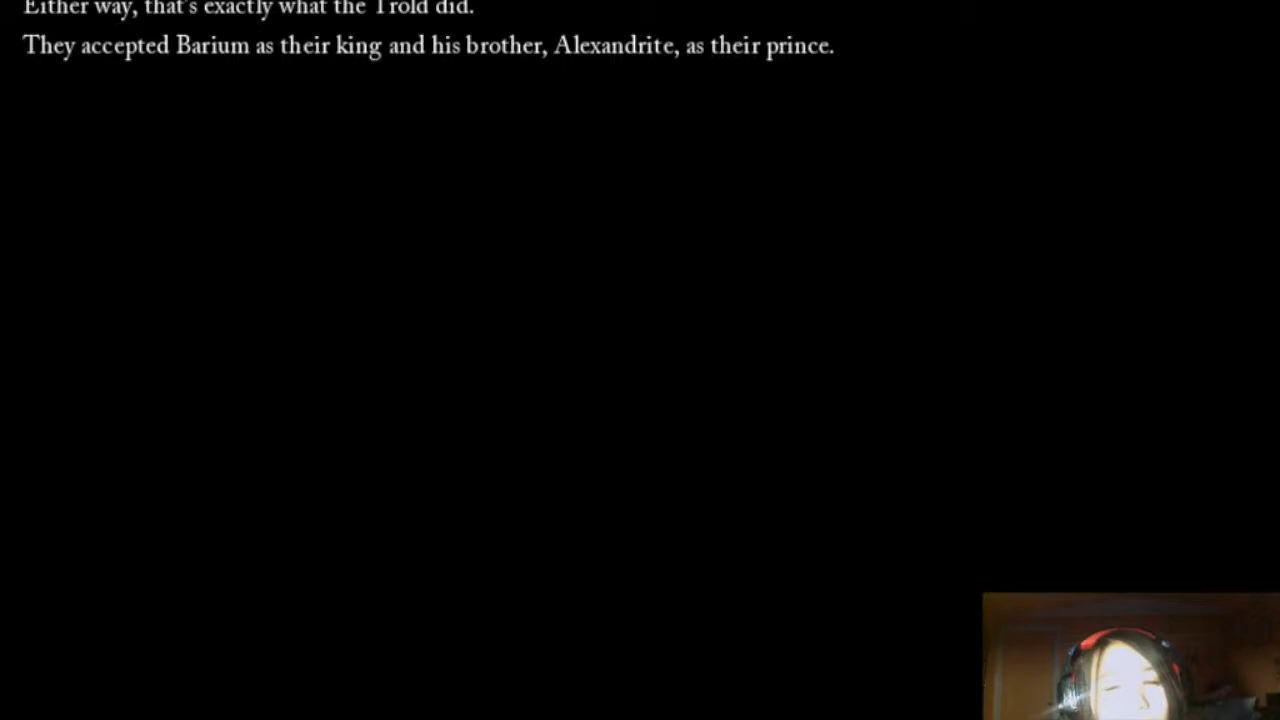 Either way, that's exactly what the Trold did.
They accepted Barium as their king and his brother, Alexandrite, as their prince.